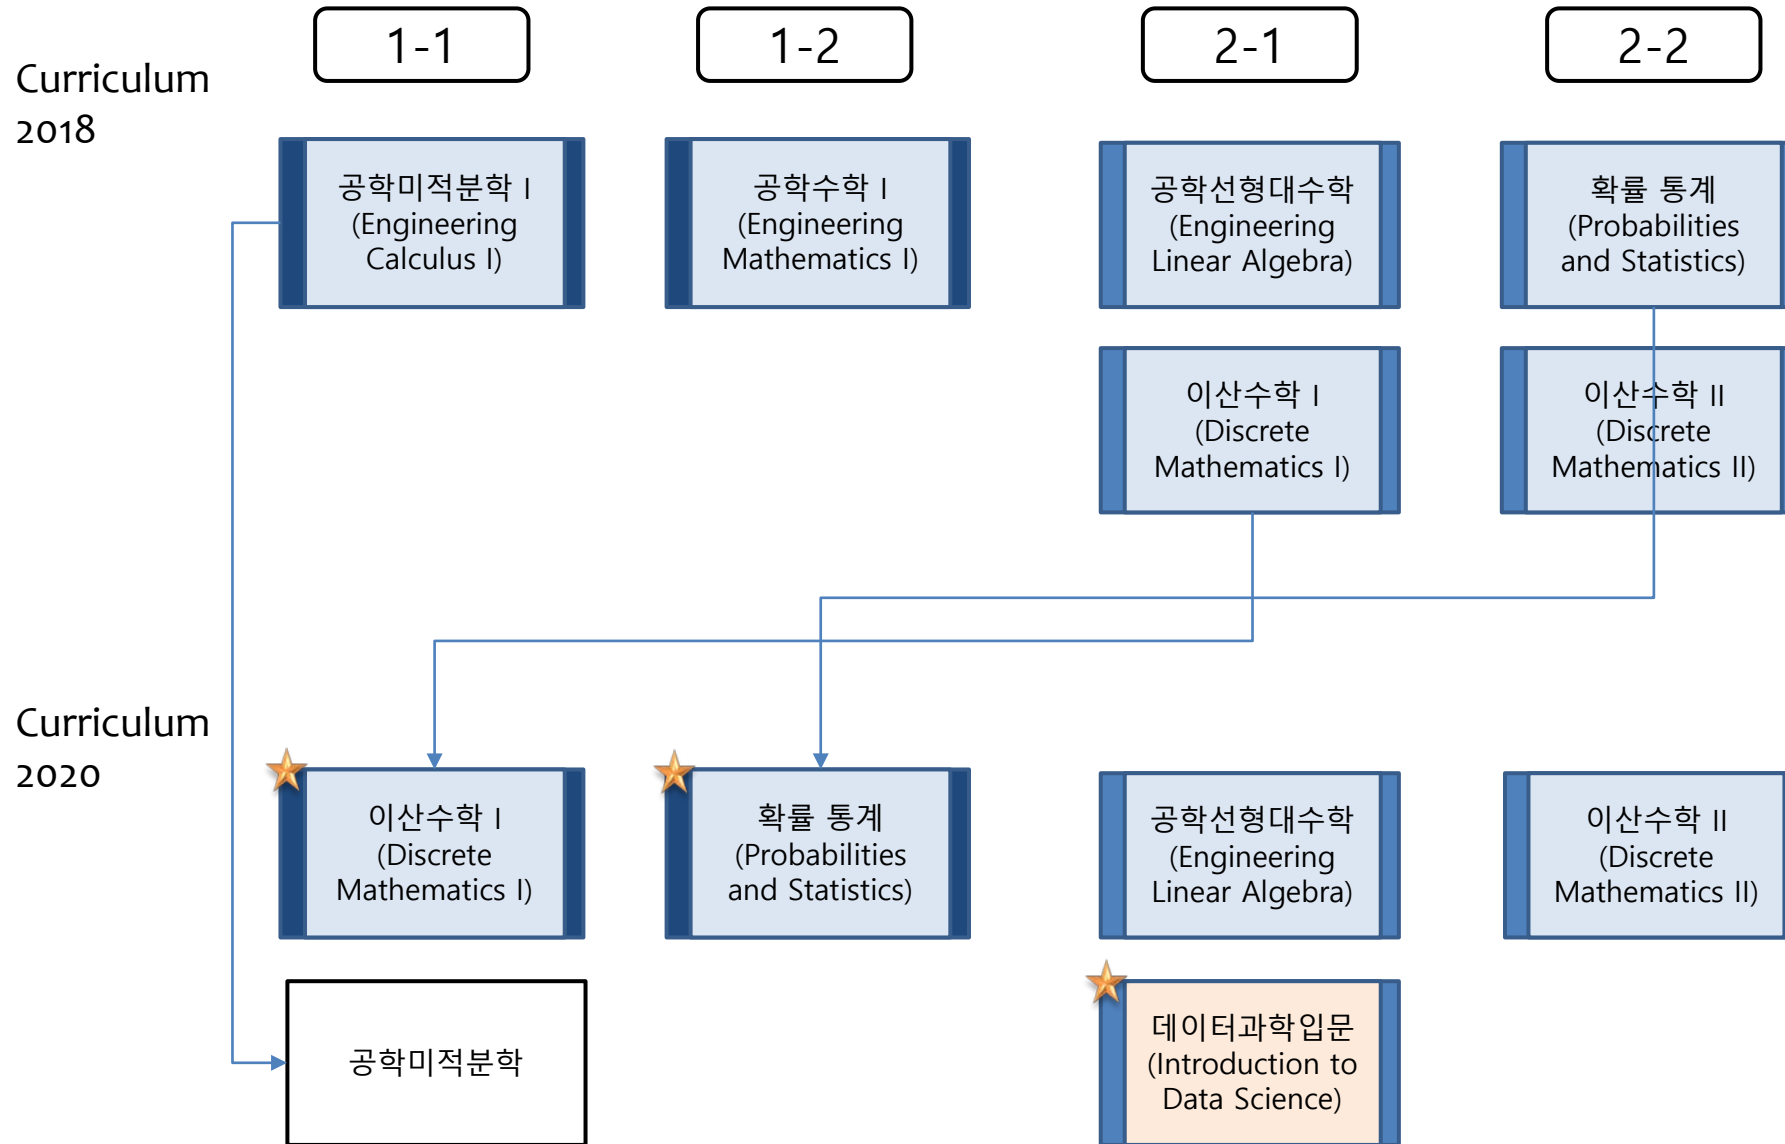 1-1
1-2
2-1
2-2
Curriculum
2018
공학미적분학 I
(Engineering
Calculus I)
공학수학 I
(Engineering
Mathematics I)
공학선형대수학
(Engineering
Linear Algebra)
확률 통계
(Probabilities
and Statistics)
이산수학 I
(Discrete
Mathematics I)
이산수학 II
(Discrete
Mathematics II)
Curriculum
2020
이산수학 I
(Discrete
Mathematics I)
확률 통계
(Probabilities
and Statistics)
공학선형대수학
(Engineering
Linear Algebra)
이산수학 II
(Discrete
Mathematics II)
공학미적분학
데이터과학입문
(Introduction to
Data Science)